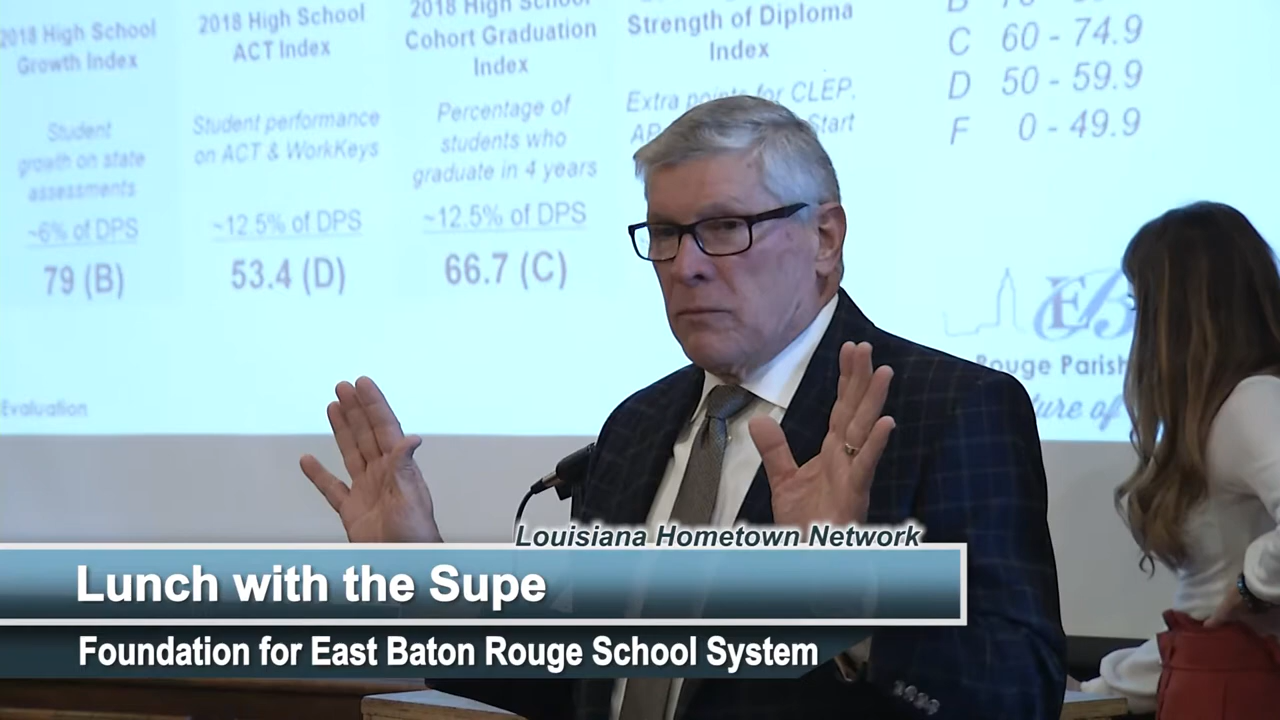 2018 High School
Growth Index
Student
growth on state
assessments
~6% of DPS
79 (B)
2018 High School
ACT Index
Student performance
on ACT & WorkKeys
~12.5% of DPS
53.4 (D)
2018 High School
Cohort Graduation
Index
Percentage of
students who
graduate in 4 years
~12.5% of DPS
66.7 (C)
Strength of Diploma
Index
Extra points for CLEP,
AP Start
B
C 60 - 74.9
D 50 - 59.9
F 0 - 49.9
EB
Rouge Parish
of
Evaluation
Louisiana Hometown Network
Lunch with the Supe
Foundation for East Baton Rouge School System